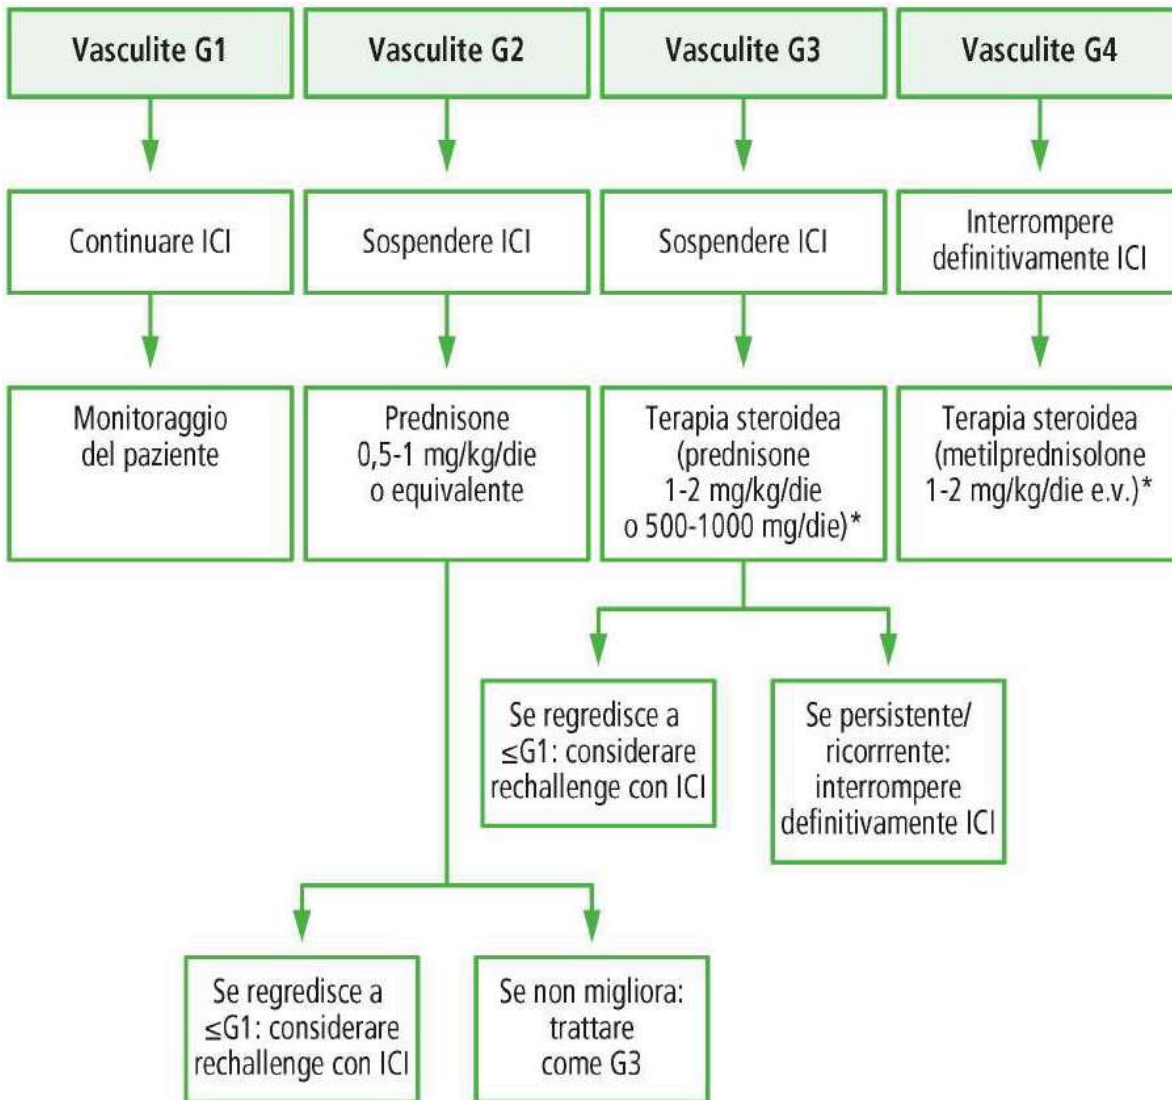 Vasculite G1
Vasculite G2
Vasculite G3
Vasculite G4
Continuare ICI
Sospendere ICI
Sospendere ICI
Interrompere
definitivamente ICI
Monitoraggio
del paziente
Prednisone
0,5-1 mg/kg/die
o equivalente
Terapia steroidea
(prednisone
1-2 mg/kg/die
o 500-1000 mg/die)*
Terapia steroidea
(metilprednisolone
1-2 mg/kg/die e.v.)*
Se regredisce a
≤G1: considerare
rechallenge con ICI
Se persistente/
ricorrrente:
interrompere
definitivamente ICI
Se regredisce a
≤G1: considerare
rechallenge con ICI
Se non migliora:
trattare
come G3